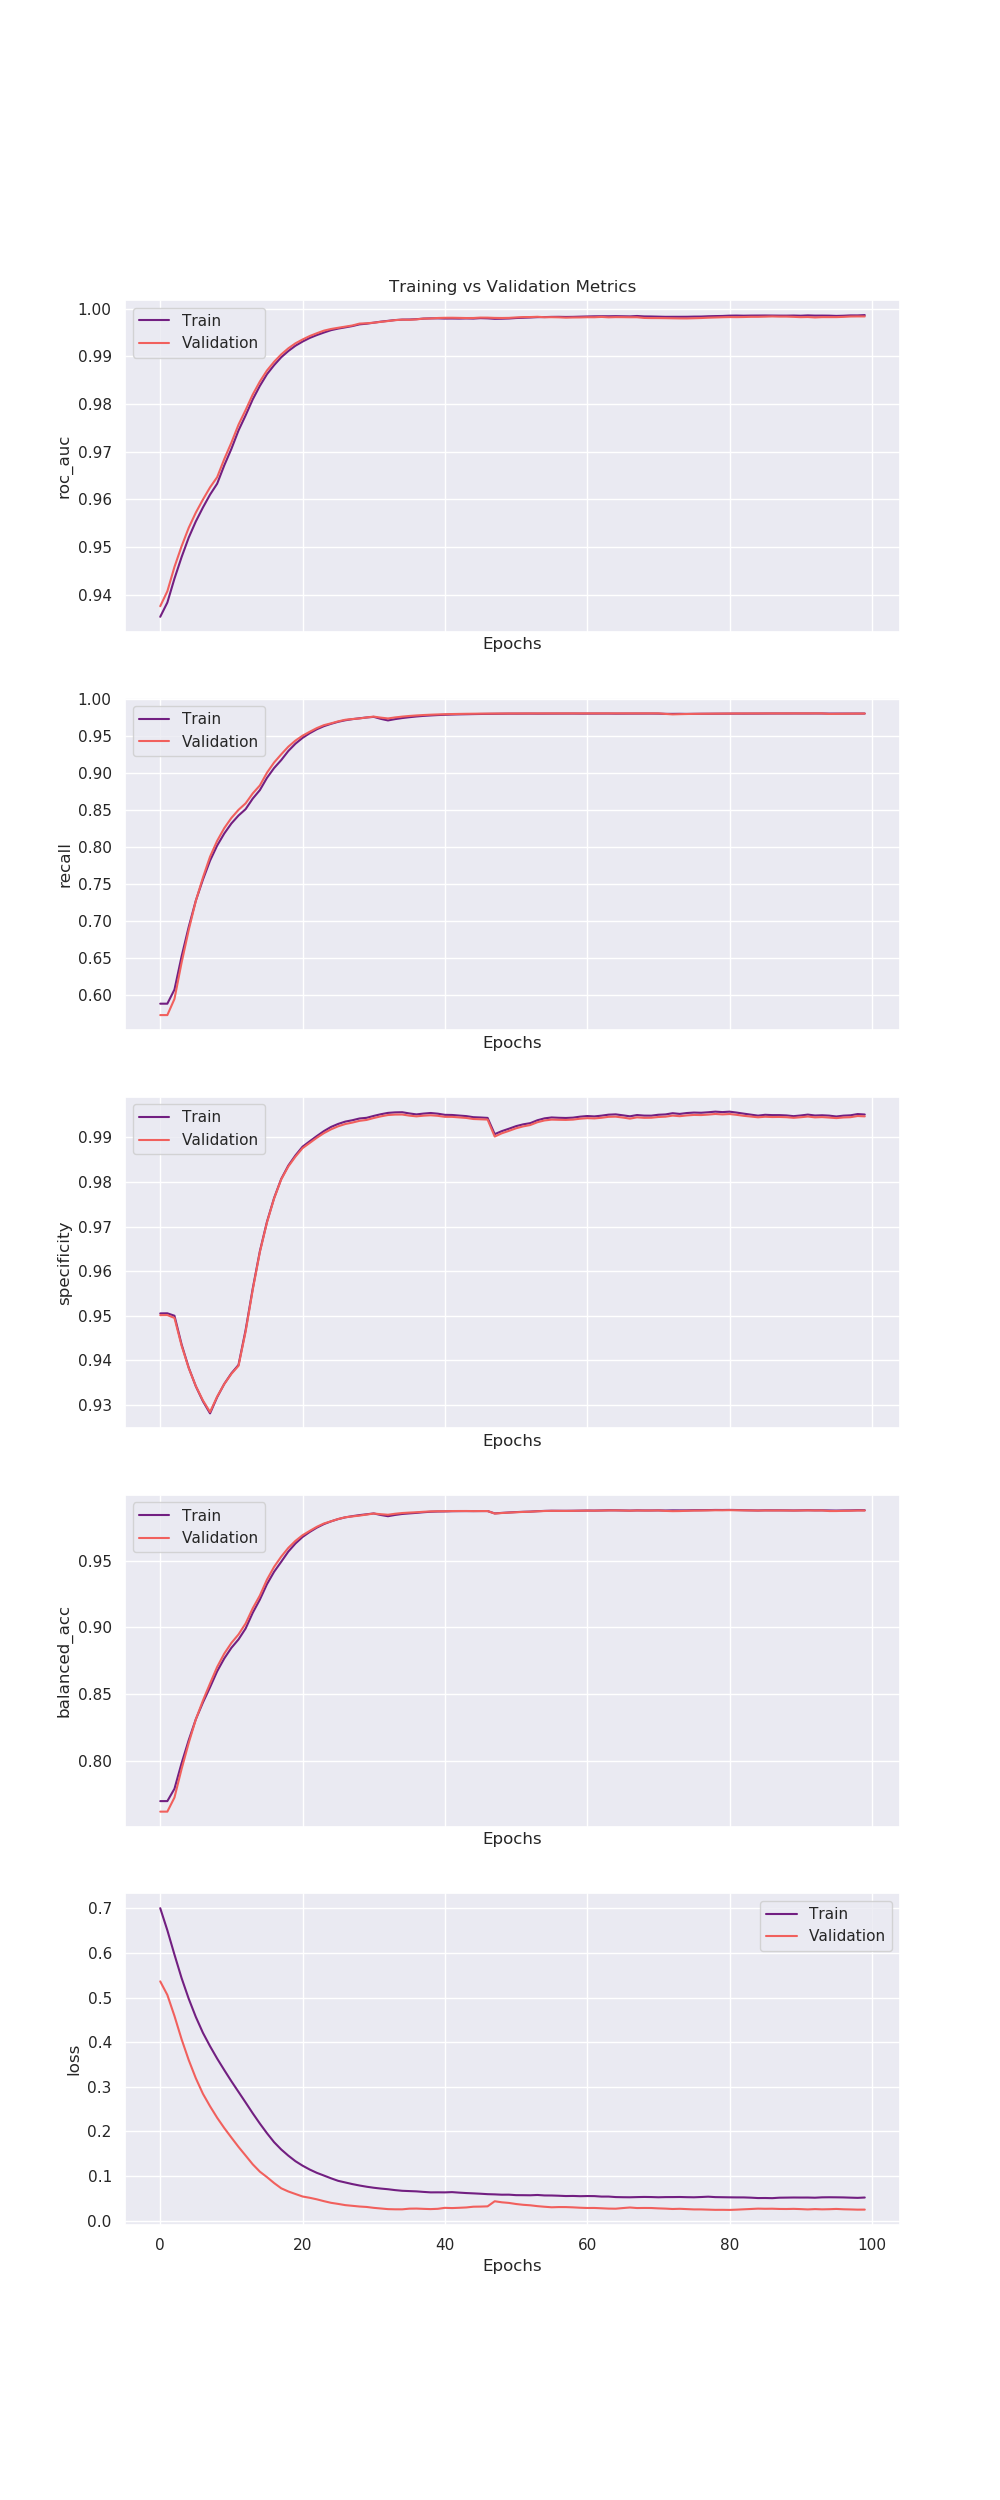 Training vs Validation Metrics
Train
Validation
1.00
0.99
0.98
0.97
0.96
0.95
0.94
roc_auc
Epochs
Train
Validation
1.00
0.95
0.90
0.85
0.80
0.75
0.70
0.65
0.60
recall
Epochs
Train
Validation
0.99
0.98
0.97
0.96
0.95
0.94
0.93
specificity
Epochs
Train
Validation
0.95
0.90
0.85
0.80
balanced_acc
Epochs
Train
Validation
0.7
0.6
0.5
0.4
0.3
0.2
0.1
0.0
loss
0 20 40 60 80 100
Epochs